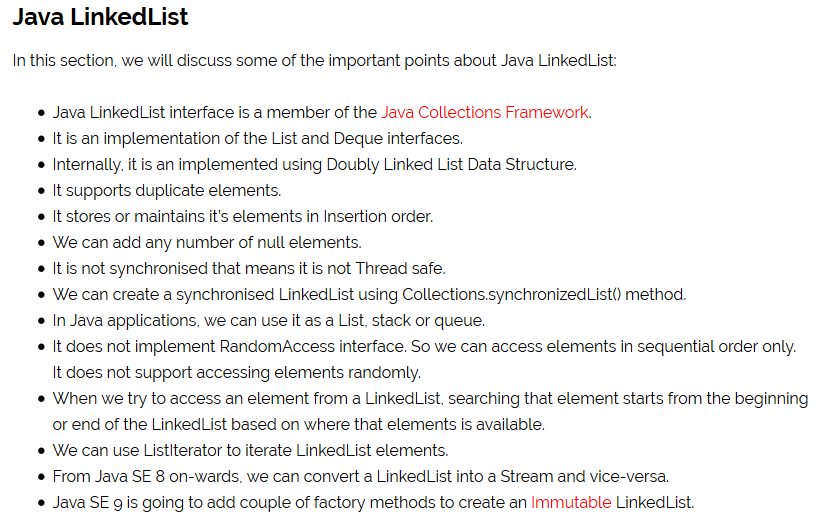 Java LinkedList
In this section, we will discuss some of the important points about Java LinkedList:
• Java LinkedList interface is a member of the Java Collections Framework.
• It is an implementation of the List and Deque interfaces.
• Internally, it is an implemented using Doubly Linked List Data Structure.
• It supports duplicate elements.
• It stores or maintains it's elements in Insertion order.
• We can add any number of null elements.
• It is not synchronised that means it is not Thread safe.
• We can create a synchronised LinkedList using Collections.synchronizedList() method.
• In Java applications, we can use it as a List, stack or queue.
• It does not implement RandomAccess interface. So we can access elements in sequential order only.
It does not support accessing elements randomly.
• When we try to access an element from a LinkedList, searching that element starts from the beginning
or end of the LinkedList based on where that elements is available.
• We can use ListIterator to iterate LinkedList elements.
• From Java SE 8 on-wards, we can convert a LinkedList into a Stream and vice-versa.
• Java SE 9 is going to add couple of factory methods to create an Immutable LinkedList.